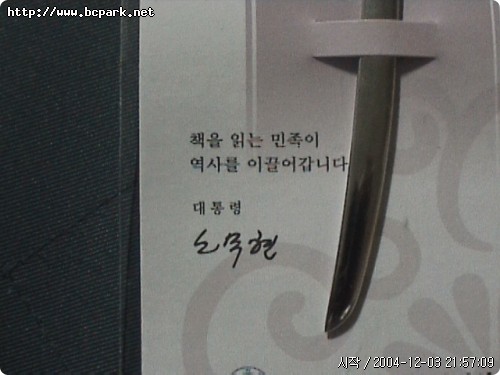 http://www.bcpark.net
책을 읽는 민족이
역사를 이끌어갑니다
대통령
노무현
시작 / 2004-12-03 21:57:09